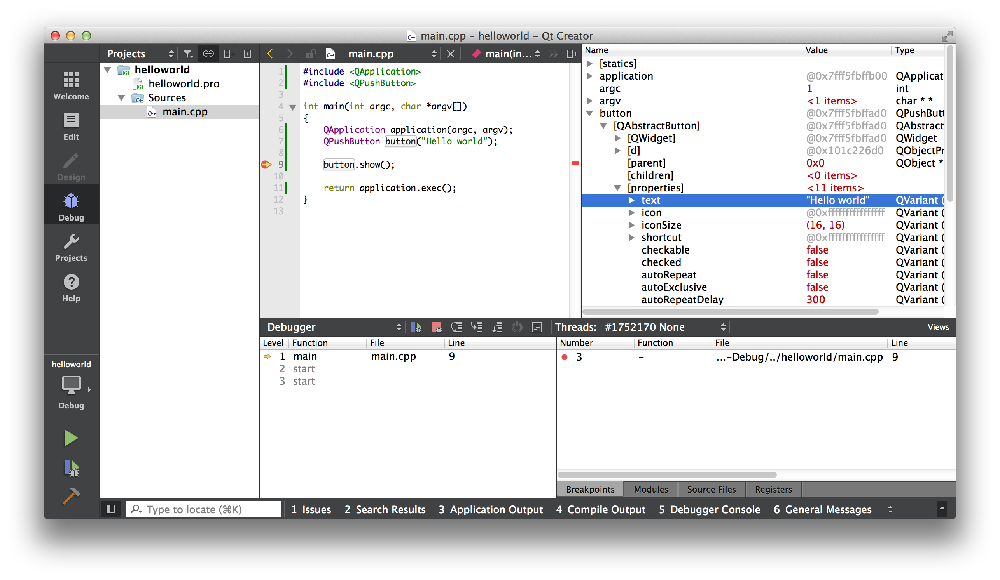 main.cpp – helloworld – Qt Creator
Projects
main.cpp
main(in...
Welcome
Edit
Design
Debug
Projects
Help
helloworld
Debug
helloworld
helloworld.pro
Sources
main.cpp
1 #include <QApplication>
2 #include <QPushButton>
3
4 int main(int argc, char *argv[])
5 {
6 QApplication application(argc, argv);
7 QPushButton button("Hello world");
8
9 button.show();
10
11 return application.exec();
12 }
13
Name Value Type
[statics]
application @0x7fff5fbffb00 QApplicat
argc 1 int
argv <1 items> char * *
button @0x7fff5fbffad0 QPushButt
[QAbstractButton] @0x7fff5fbffad0 QAbstract
[QWidget] @0x7fff5fbffad0 QWidget
[d] @0x101c226d0 QObjectPr
[parent] 0x0 QObject *
[children] <0 items>
[properties] <11 items>
text "Hello world" QVariant (
icon @0xffffffffffffffff QVariant (
iconSize (16, 16) QVariant (
shortcut @0xffffffffffffffff QVariant (
checkable false QVariant (
checked false QVariant (
autoRepeat false QVariant (
autoExclusive false QVariant (
autoRepeatDelay 300 QVariant (
Debugger
Threads: #1752170 None
Views
Level Function File Line
1 main main.cpp 9
2 start
3 start
Number Function File Line
3 – ...–Debug/../helloworld/main.cpp 9
Breakpoints Modules Source Files Registers
Type to locate (⌘K)
1 Issues 2 Search Results 3 Application Output 4 Compile Output 5 Debugger Console 6 General Messages